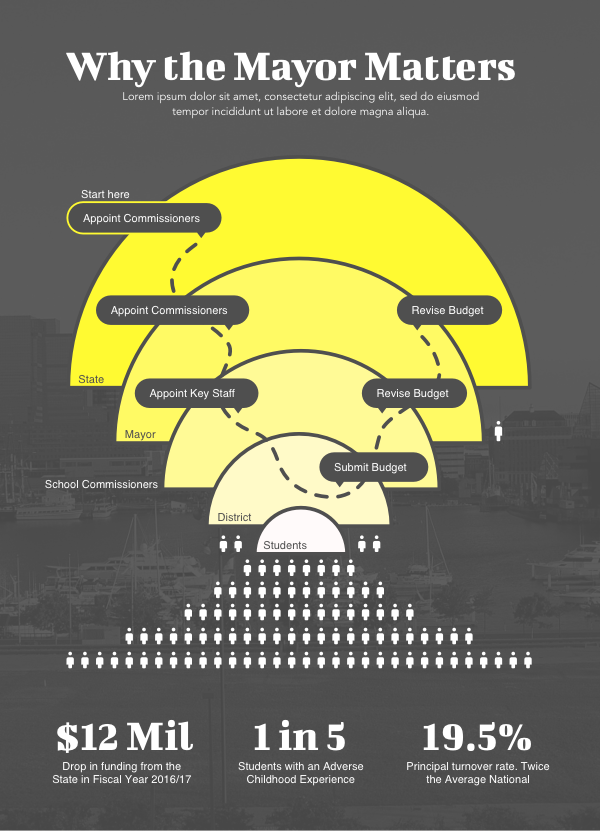 Why the Mayor Matters
Lorem ipsum dolor sit amet, consectetur adipiscing elit, sed do eiusmod
tempor incididunt ut labore et dolore magna aliqua.
Start here
Appoint Commissioners
Appoint Commissioners
Revise Budget
State
Appoint Key Staff
Revise Budget
Mayor
Submit Budget
School Commissioners
District
Students
$12 Mil
Drop in funding from the
State in Fiscal Year 2016/17
1 in 5
Students with an Adverse
Childhood Experience
19.5%
Principal turnover rate. Twice
the Average National